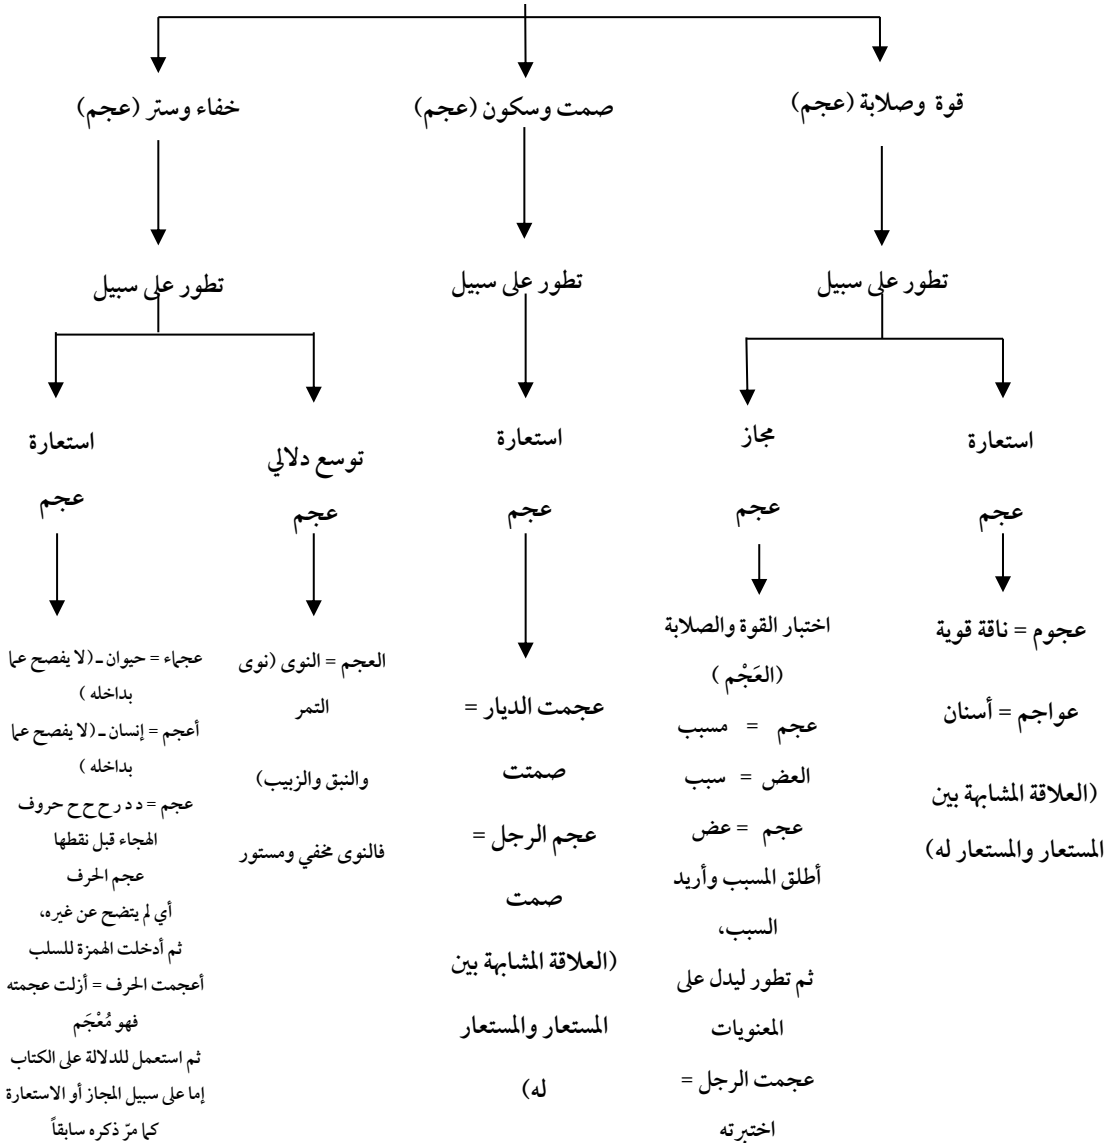 قوة وصلابة (عجم)
صمت وسكون (عجم)
خفاء وستر (عجم)
تطور على سبيل
تطور على سبيل
تطور على سبيل
استعارة
عجم
عجوم = ناقة قوية
عواجم = أسنان
(العلاقة المشابهة بين
المستعار والمستعار له)
مجاز
عجم
اختبار القوة والصلابة
(العَجْم )
عجم = مسبب
العض = سبب
عجم = عض
أطلق المسبب وأريد
السبب،
ثم تطور ليدل على
المعنويات
عجمت الرجل =
اختبرته
استعارة
عجم
عجمت الديار =
صمتت
عجم الرجل =
صمت
(العلاقة المشابهة بين
المستعار والمستعار
له)
توسع دلالي
عجم
العجم = النوى (نوى
التمر
والنبق والزبيب)
فالنوى مخفي ومستور
استعارة
عجم
عجماء = حيوان ـ (لا يفصح عما
بداخله )
أعجم = إنسان ـ (لا يفصح عما
بداخله )
عجم = د د ر ح ح ح حروف
الهجاء قبل نقطها
عجم الحرف
أي لم يتضح عن غيره،
ثم أدخلت الهمزة للسلب
أعجمت الحرف = أزلت عجمته
فهو مُعْجَم
ثم استعمل للدلالة على الكتاب
إما على سبيل المجاز أو الاستعارة
كما مرّ ذكره سابقاً